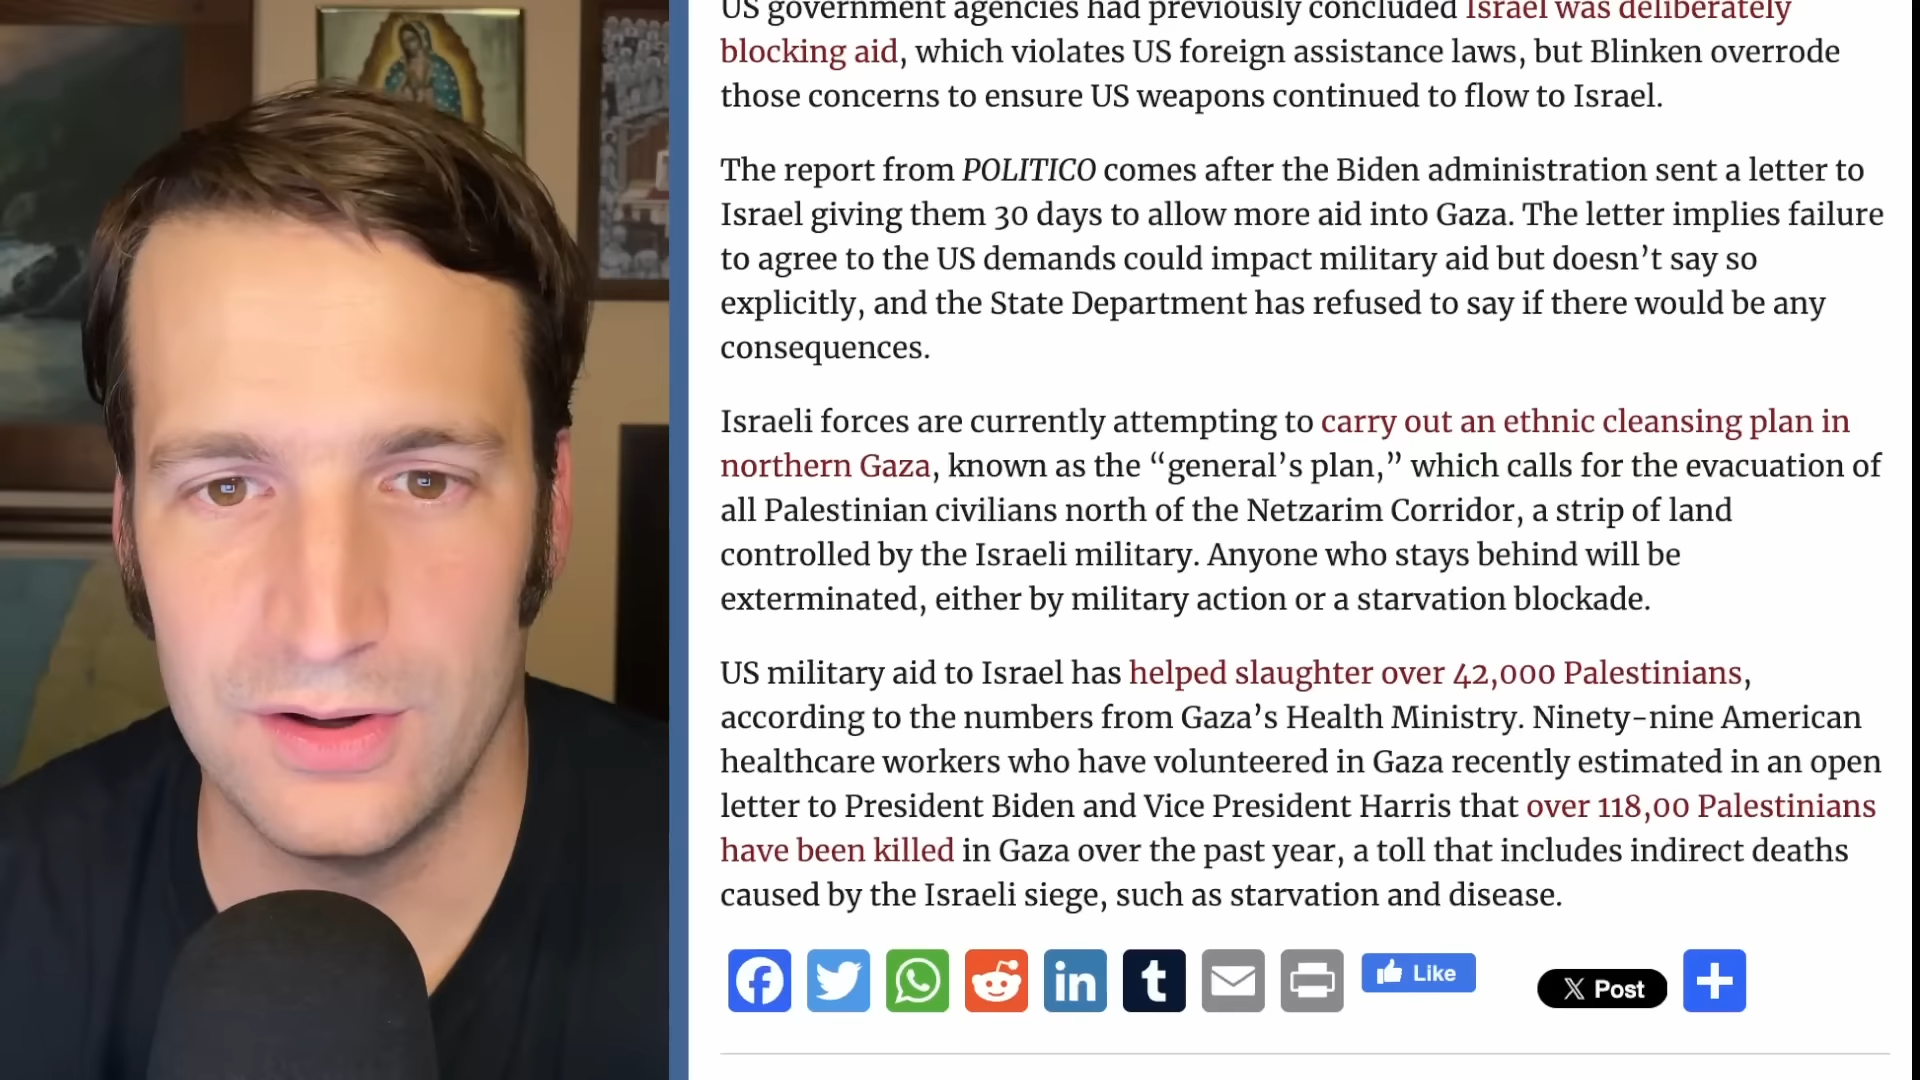 US government agencies had previously concluded Israel was deliberately
blocking aid, which violates US foreign assistance laws, but Blinken overrode
those concerns to ensure US weapons continued to flow to Israel.
The report from POLITICO comes after the Biden administration sent a letter to
Israel giving them 30 days to allow more aid into Gaza. The letter implies failure
to agree to the US demands could impact military aid but doesn’t say so
explicitly, and the State Department has refused to say if there would be any
consequences.
Israeli forces are currently attempting to carry out an ethnic cleansing plan in
northern Gaza, known as the “general’s plan,” which calls for the evacuation of
all Palestinian civilians north of the Netzarim Corridor, a strip of land
controlled by the Israeli military. Anyone who stays behind will be
exterminated, either by military action or a starvation blockade.
US military aid to Israel has helped slaughter over 42,000 Palestinians,
according to the numbers from Gaza’s Health Ministry. Ninety-nine American
healthcare workers who have volunteered in Gaza recently estimated in an open
letter to President Biden and Vice President Harris that over 118,00 Palestinians
have been killed in Gaza over the past year, a toll that includes indirect deaths
caused by the Israeli siege, such as starvation and disease.
Like
X Post